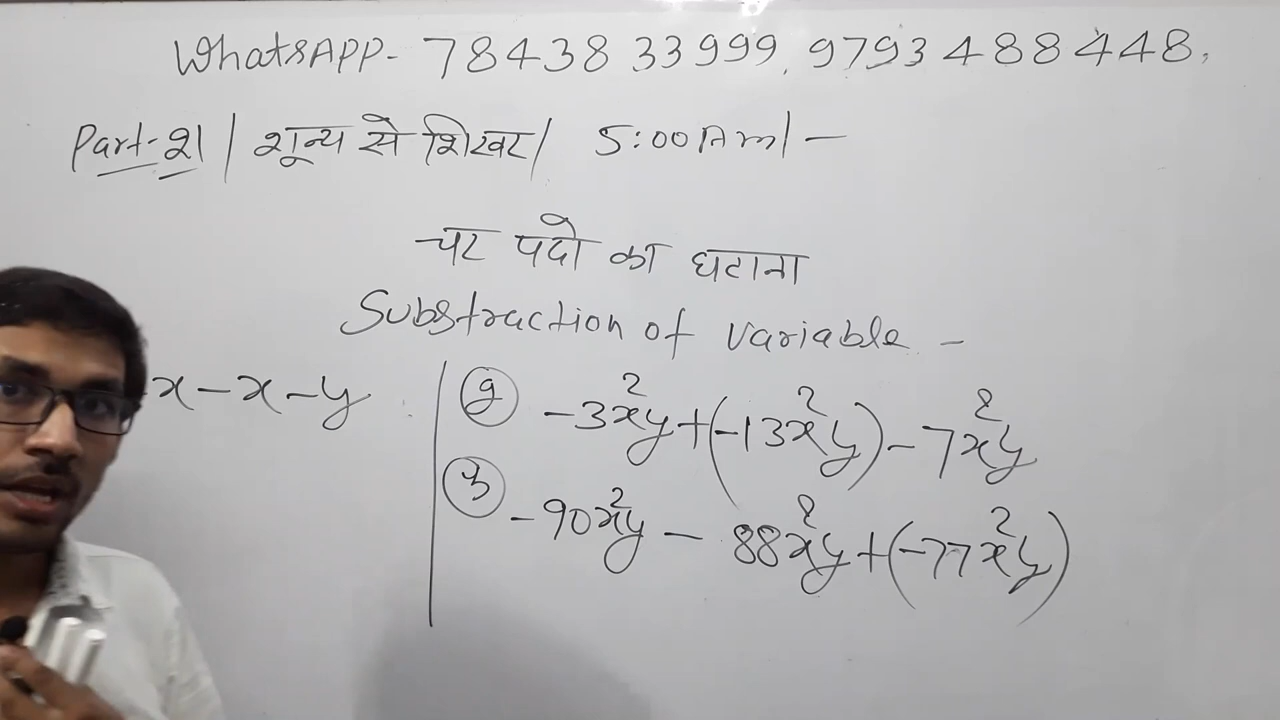 WhatsAPP- 78438 33999, 9793488448,
Part-21 / शून्य से शिखर / 5:00 Am / -
चर पदो का घटाना
Substraction of variable -
x - x - y
② -3x²y + (-13x²y) - 7x²y
③ -90x²y - 88x²y + (-77x²y)